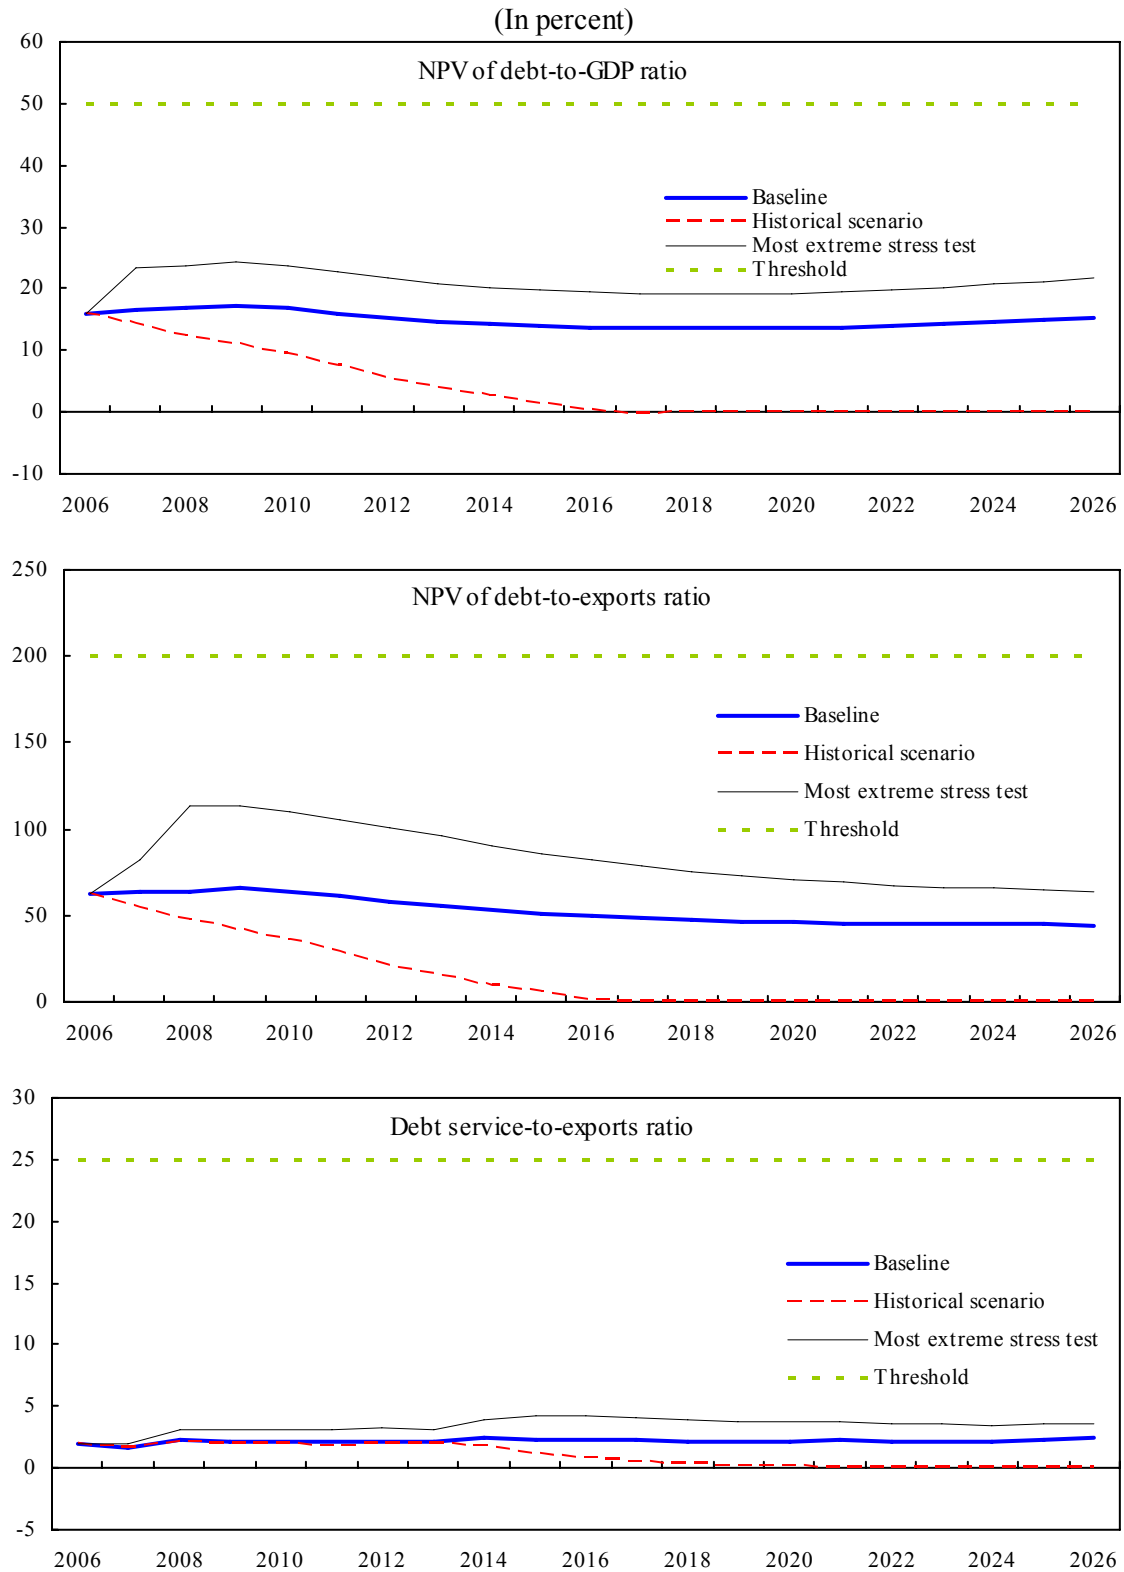 (In percent)
60
NPV of debt-to-GDP ratio
50
40
Baseline
30
Historical scenario
Most extreme stress test
Threshold
20
10
0
-10
2006 2008 2010 2012 2014 2016 2018 2020 2022 2024 2026
250
NPV of debt-to-exports ratio
200
Baseline
150
Historical scenario
Most extreme stress test
100
Threshold
50
0
2006 2008 2010 2012 2014 2016 2018 2020 2022 2024 2026
30
Debt service-to-exports ratio
25
20
Baseline
15
Historical scenario
10
Most extreme stress test
Threshold
5
0
-5
2006 2008 2010 2012 2014 2016 2018 2020 2022 2024 2026